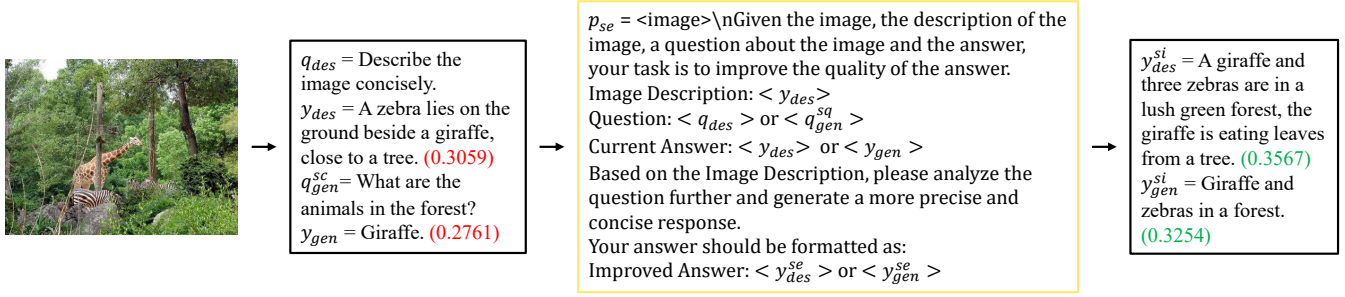 q_des = Describe the
image concisely.
y_des = A zebra lies on the
ground beside a giraffe,
close to a tree. (0.3059)
q_gen^sc = What are the
animals in the forest?
y_gen = Giraffe. (0.2761)
p_se = <image>\nGiven the image, the description of the
image, a question about the image and the answer,
your task is to improve the quality of the answer.
Image Description: < y_des >
Question: < q_des > or < q_gen^sq >
Current Answer: < y_des > or < y_gen >
Based on the Image Description, please analyze the
question further and generate a more precise and
concise response.
Your answer should be formatted as:
Improved Answer: < y_des^se > or < y_gen^se >
y_des^si = A giraffe and
three zebras are in a
lush green forest, the
giraffe is eating leaves
from a tree. (0.3567)
y_gen^si = Giraffe and
zebras in a forest.
(0.3254)